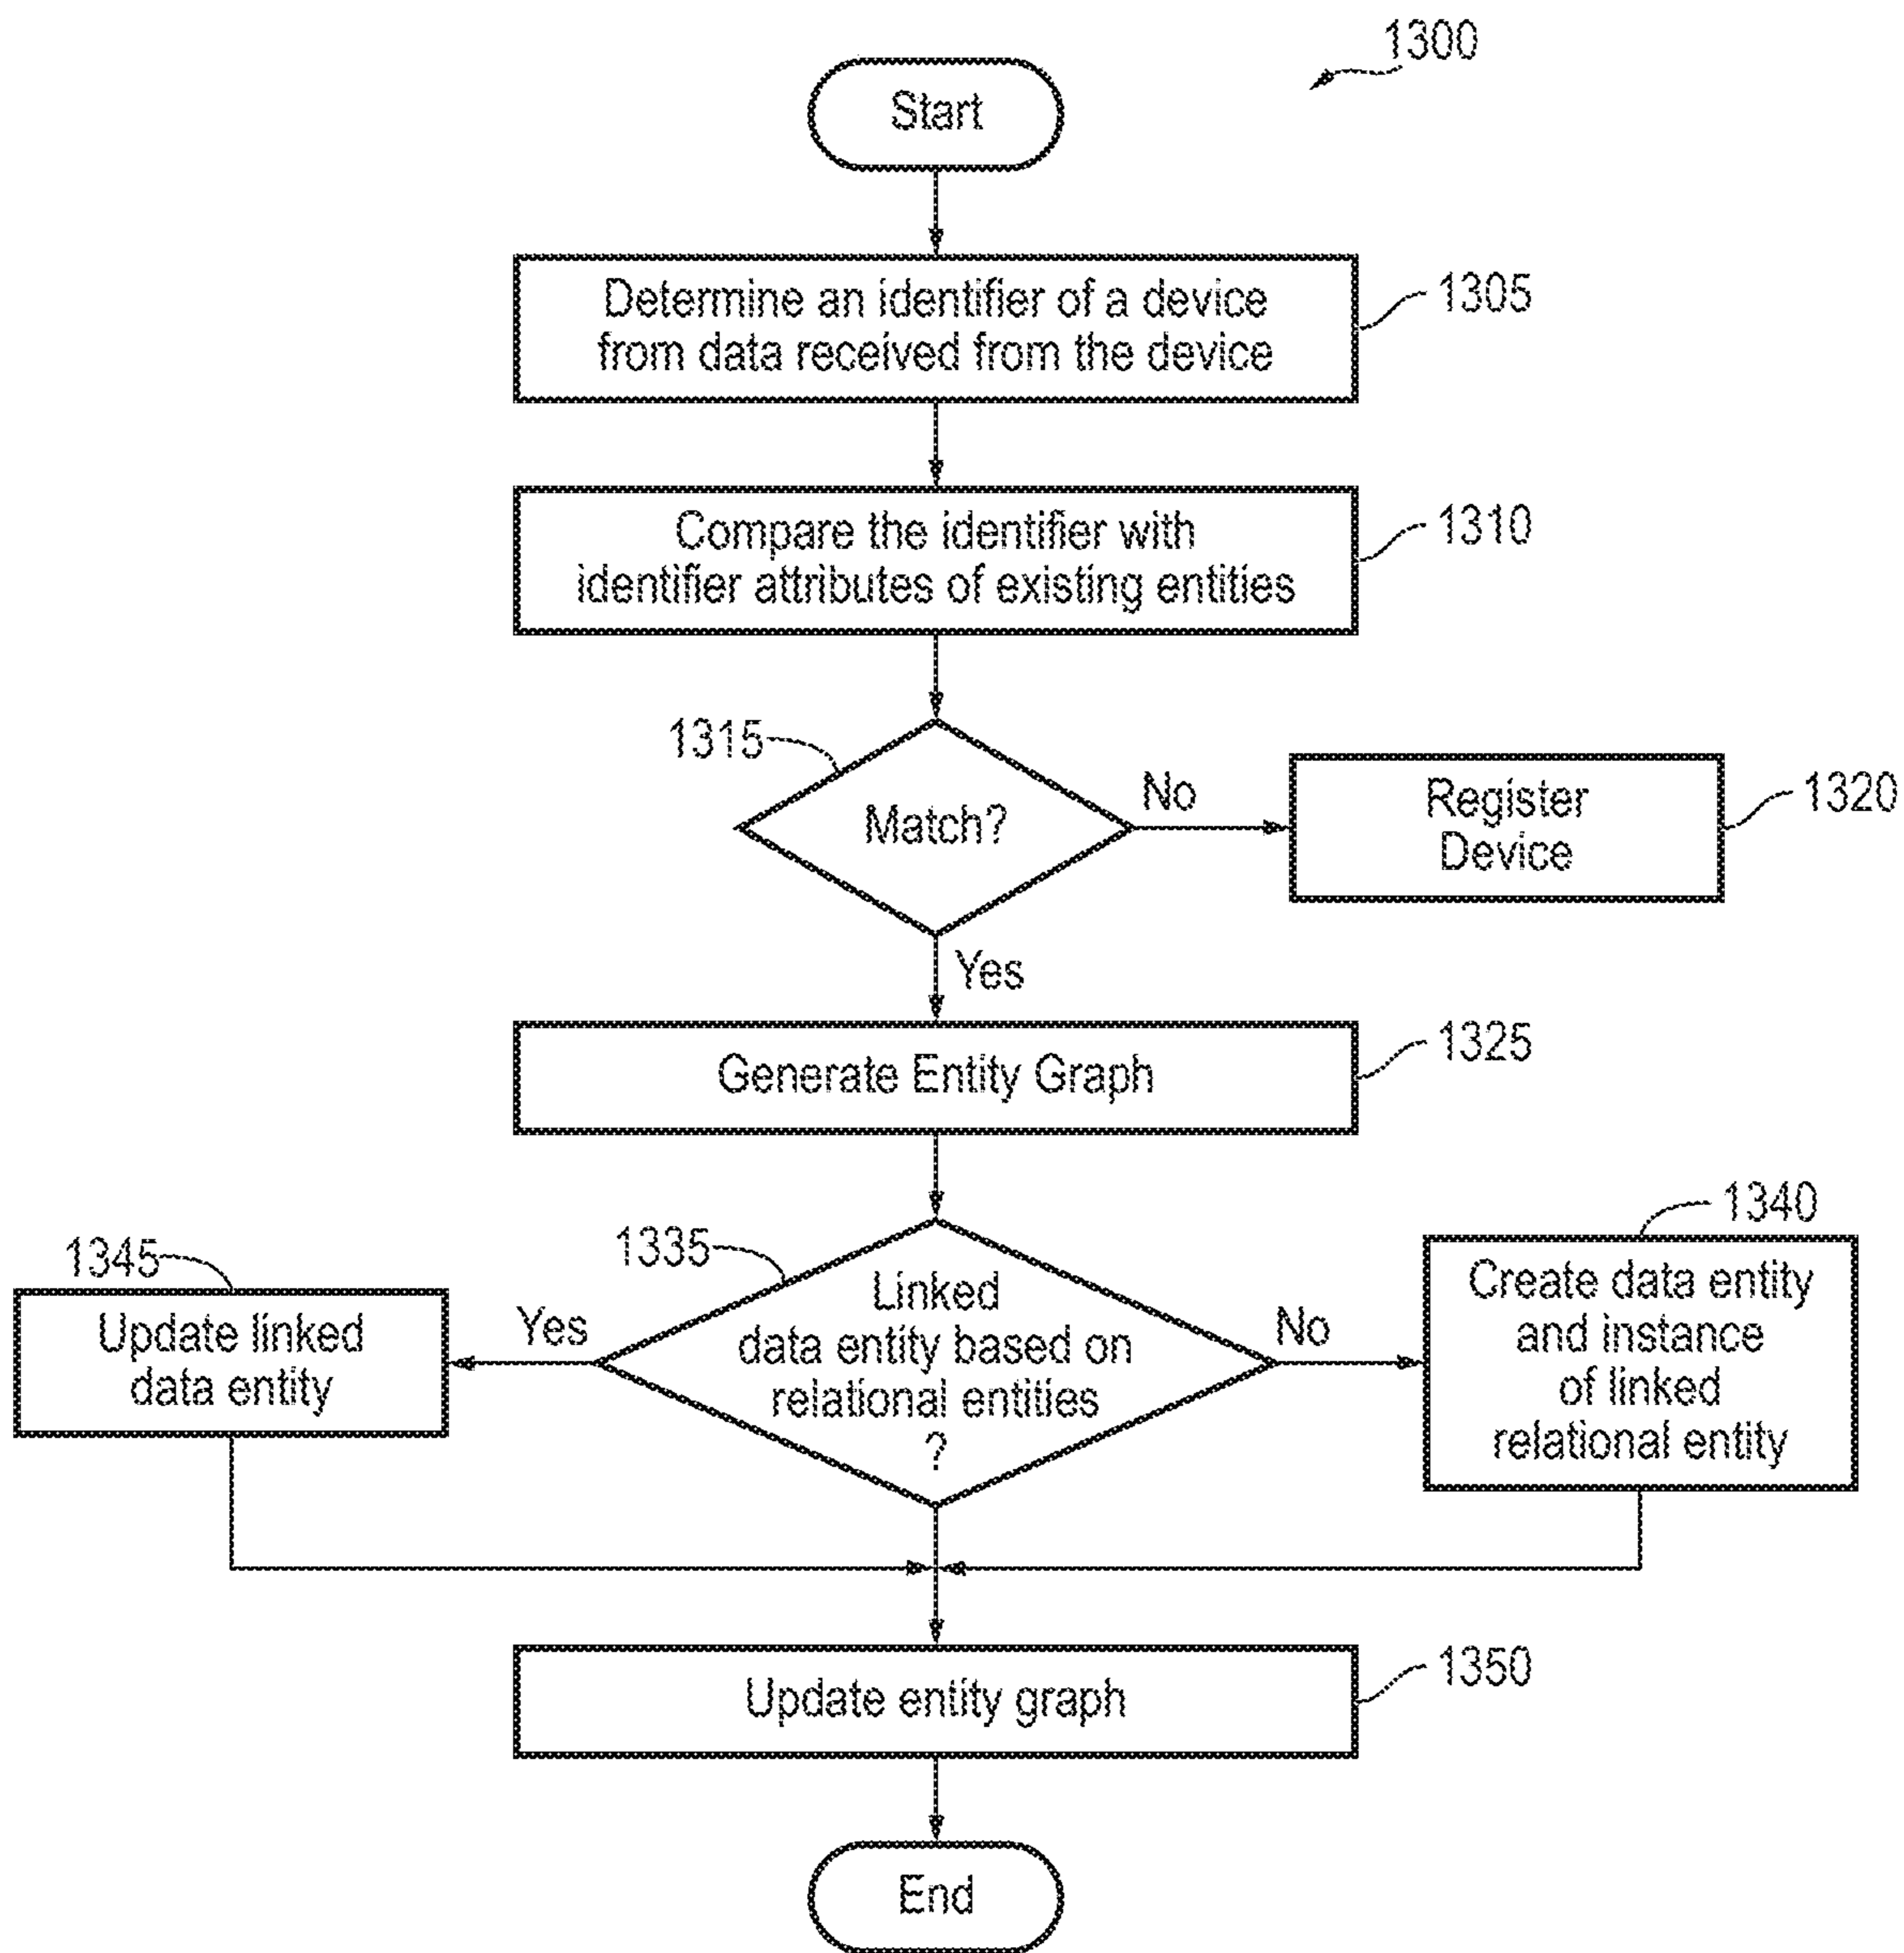 1300
Start
Determine an identifier of a device
from data received from the device
1305
Compare the identifier with
identifier attributes of existing entities
1310
1315
Match?
No
Register
Device
1320
Yes
Generate Entity Graph
1325
1335
Linked
data entity based on
relational entities
?
Yes
1345
Update linked
data entity
No
1340
Create data entity
and instance
of linked
relational entity
Update entity graph
1350
End